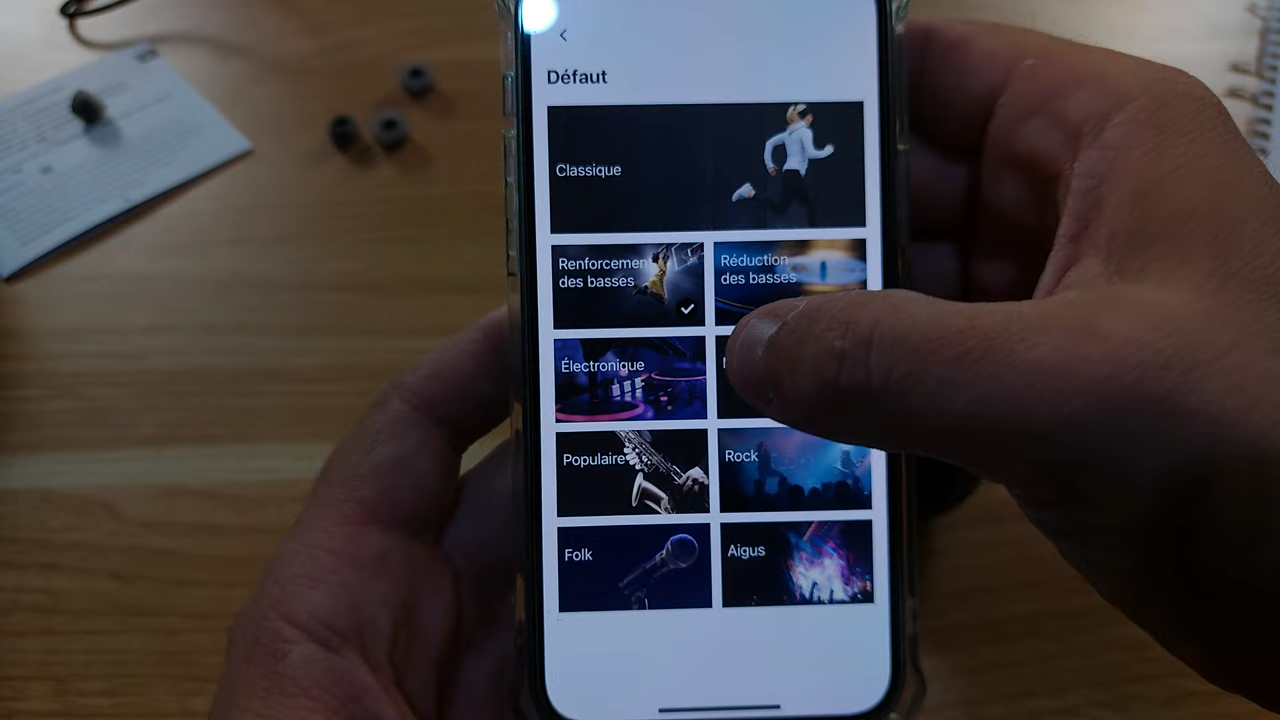 Défaut
Classique
Renforcemen
des basses
Réduction
des basses
Électronique
Populaire
Rock
Folk
Aigus